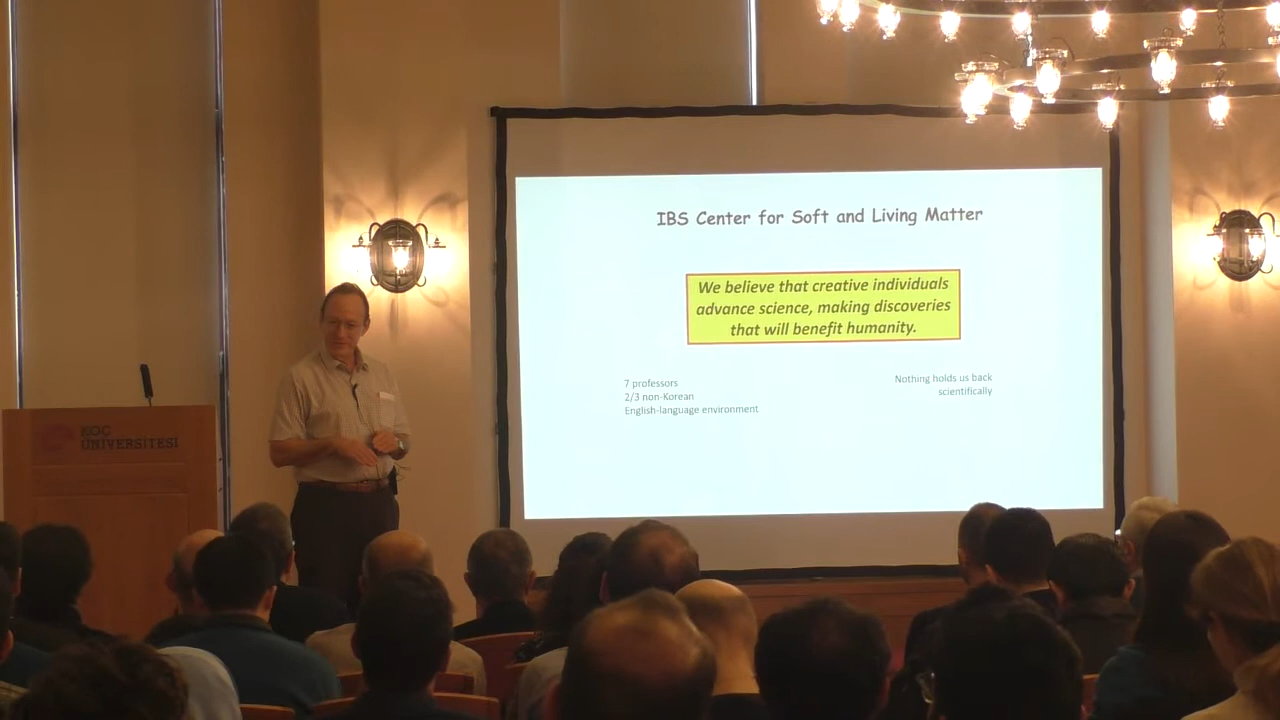 IBS Center for Soft and Living Matter
We believe that creative individuals
advance science, making discoveries
that will benefit humanity.
7 professors
2/3 non-Korean
English-language environment
Nothing holds us back
scientifically
KOÇ
ÜNİVERSİTESİ